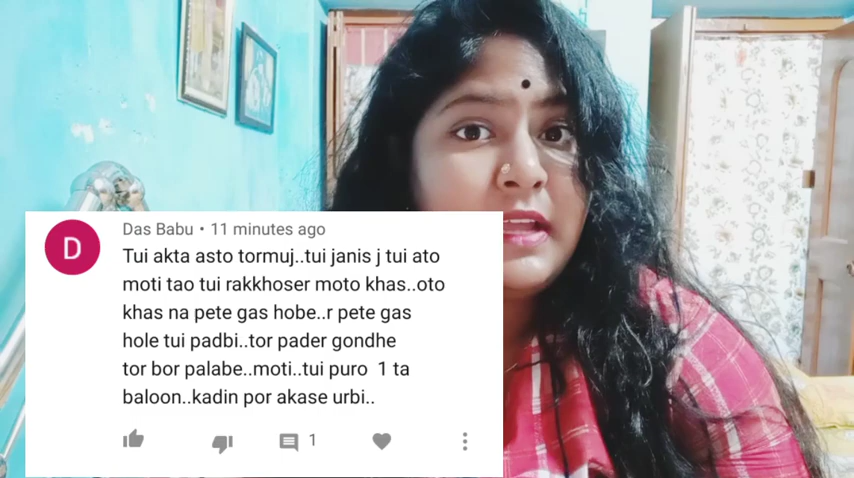 D
Das Babu • 11 minutes ago
Tui akta asto tormuj..tui janis j tui ato
moti tao tui rakkhoser moto khas..oto
khas na pete gas hobe..r pete gas
hole tui padbi..tor pader gondhe
tor bor palabe..moti..tui puro 1 ta
baloon..kadin por akase urbi..
1